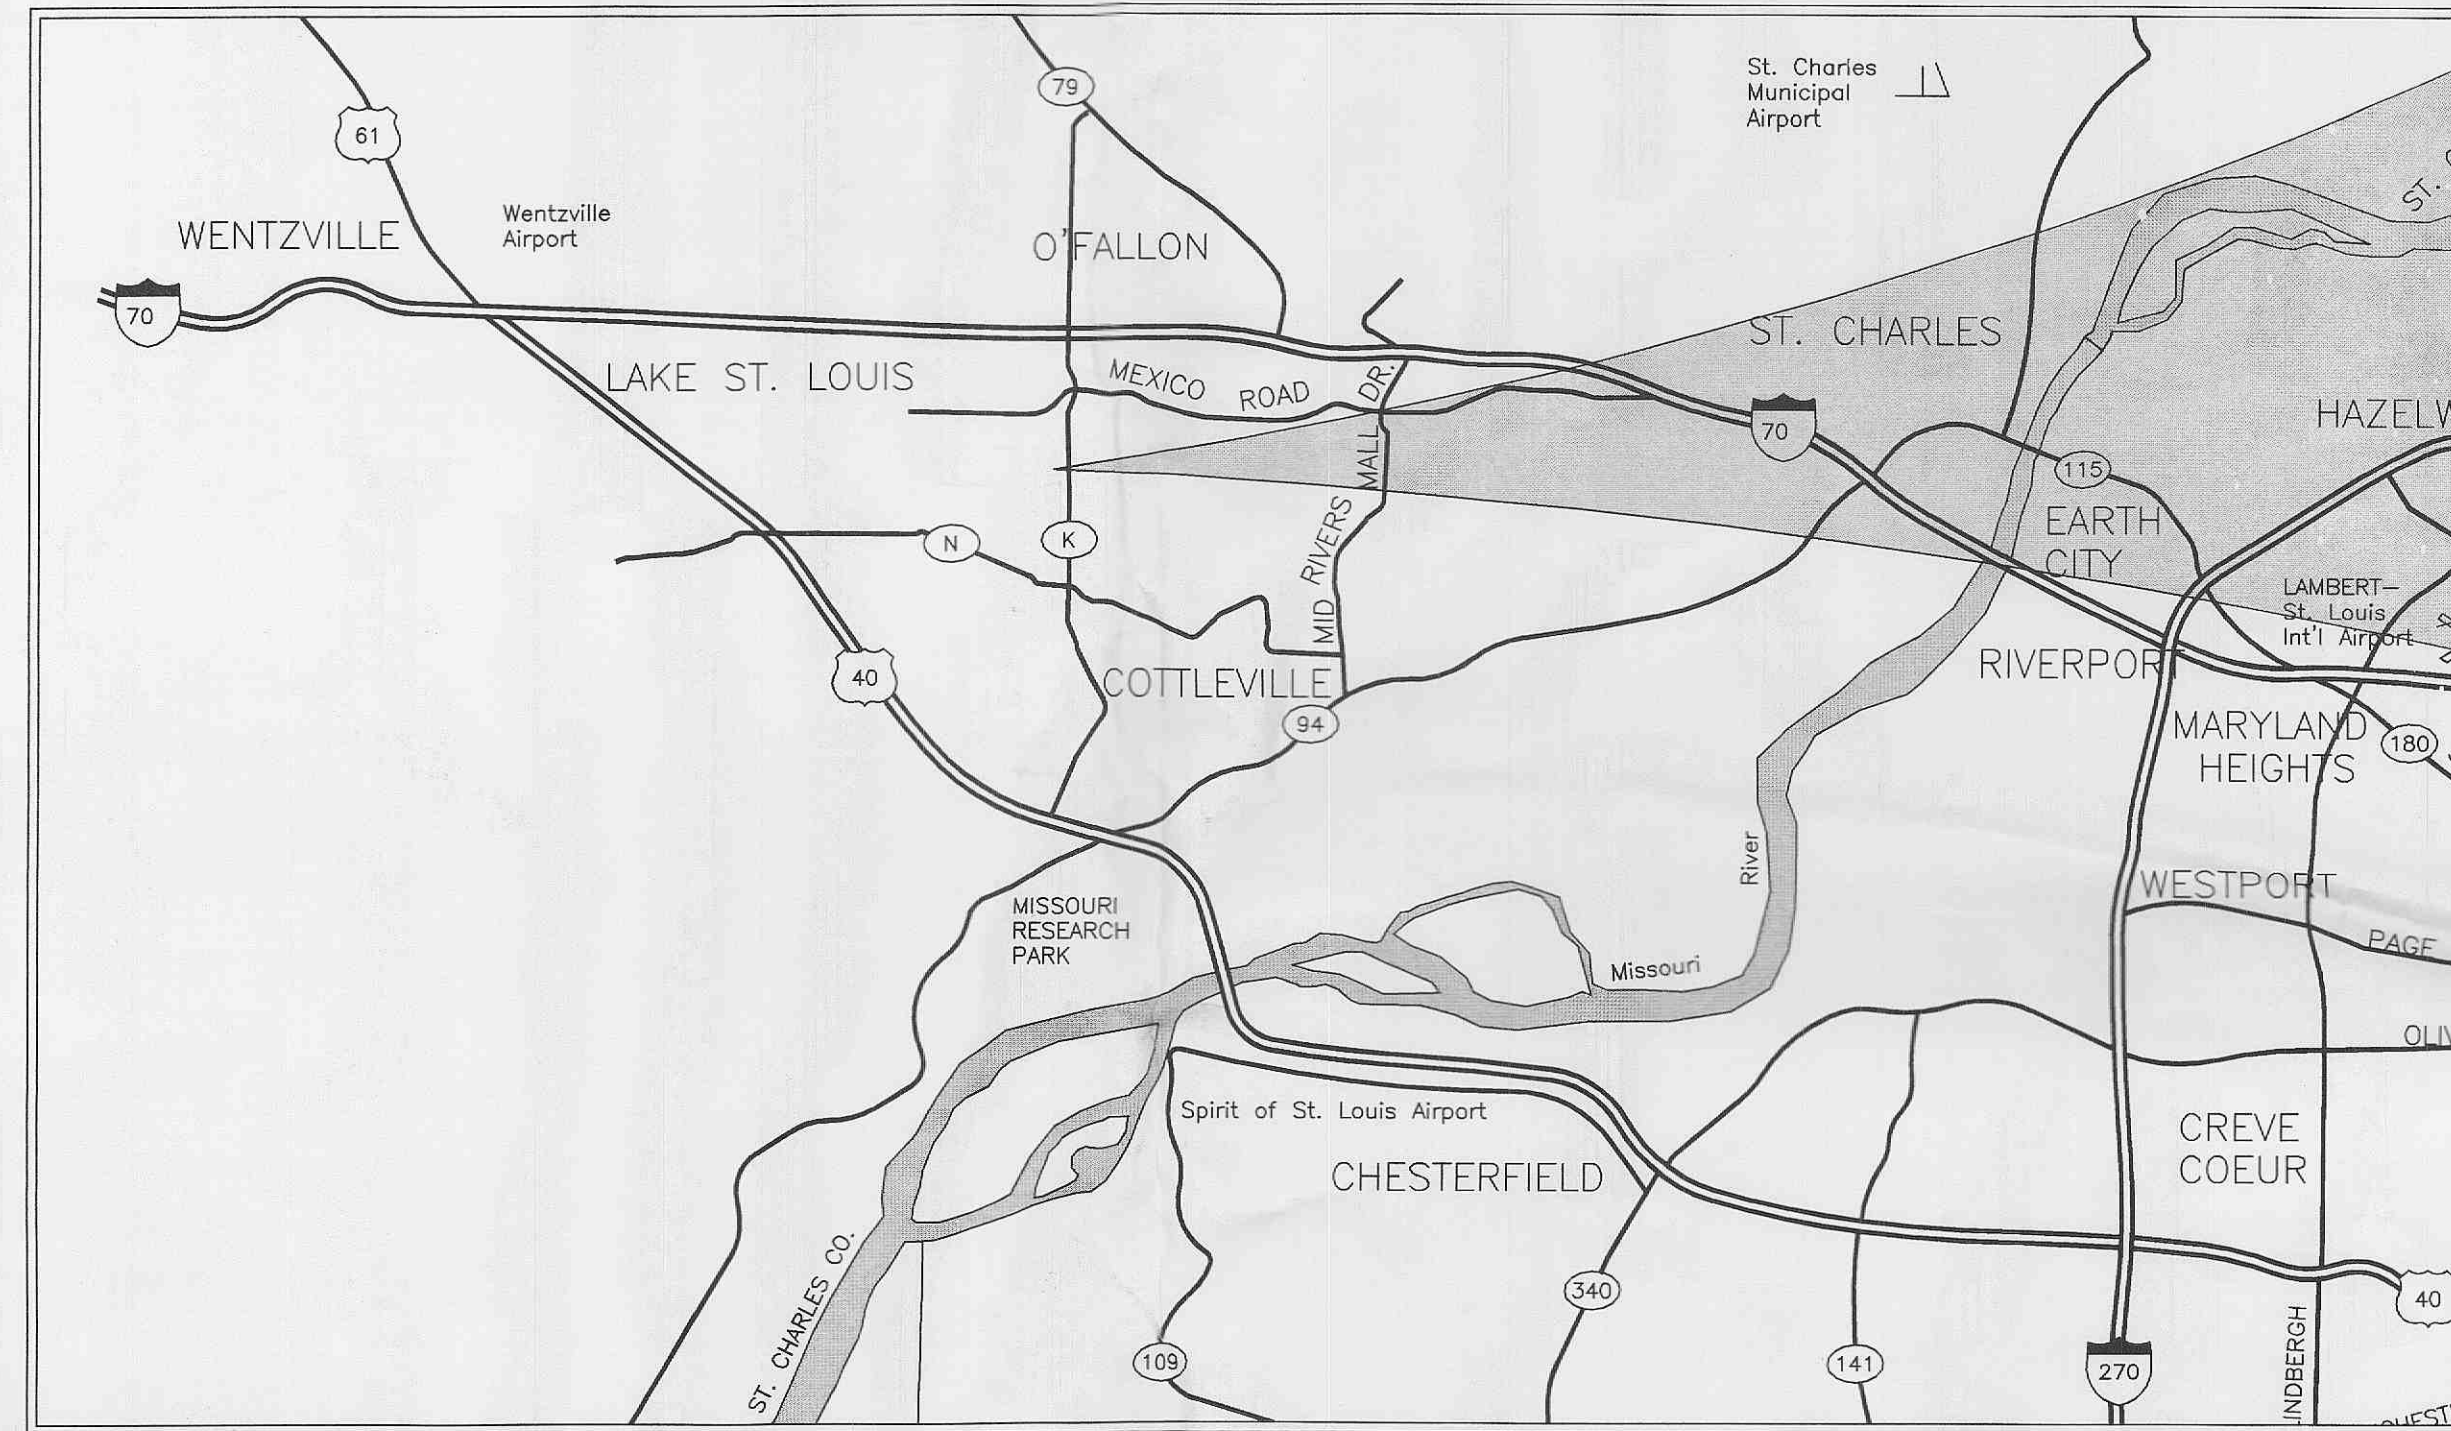 79
St. Charles
Municipal
Airport
61
WENTZVILLE
Wentzville
Airport
O'FALLON
ST.
70
LAKE ST. LOUIS
MEXICO ROAD
ST. CHARLES
MID RIVERS MALL DR.
70
115
N
K
EARTH
CITY
LAMBERT-
St. Louis
Int'l Airport
40
COTTLEVILLE
RIVERPORT
94
MARYLAND
HEIGHTS
180
River
WESTPORT
MISSOURI
RESEARCH
PARK
PAGE
Missouri
Spirit of St. Louis Airport
CHESTERFIELD
CREVE
COEUR
ST. CHARLES CO.
340
40
109
141
270